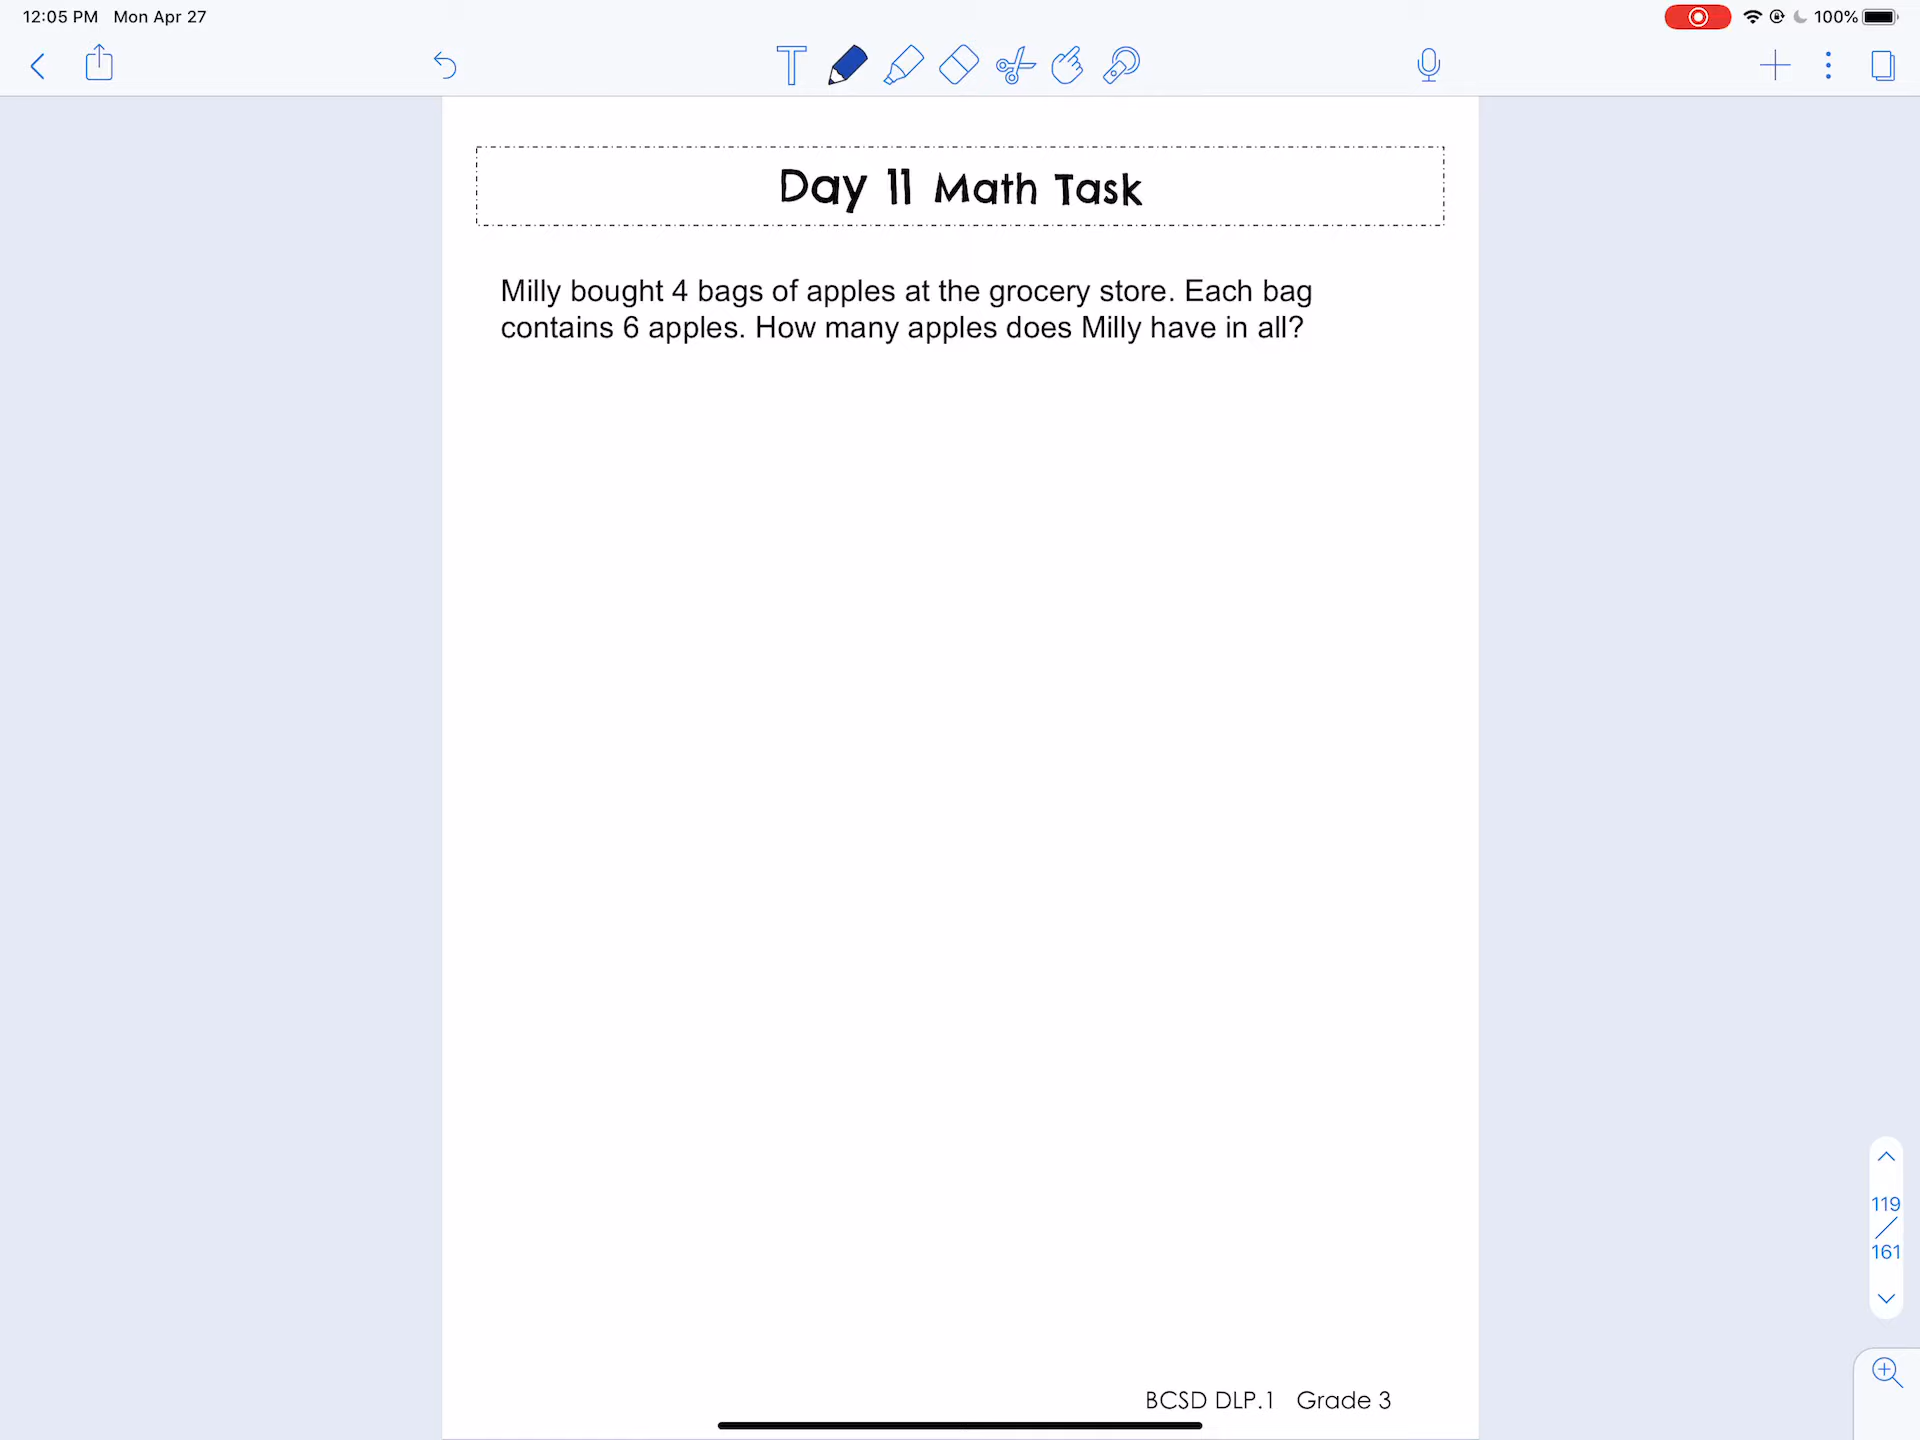 12:05 PM Mon Apr 27
100%
Day 11 Math Task
Milly bought 4 bags of apples at the grocery store. Each bag
contains 6 apples. How many apples does Milly have in all?
119
161
BCSD DLP.1 Grade 3